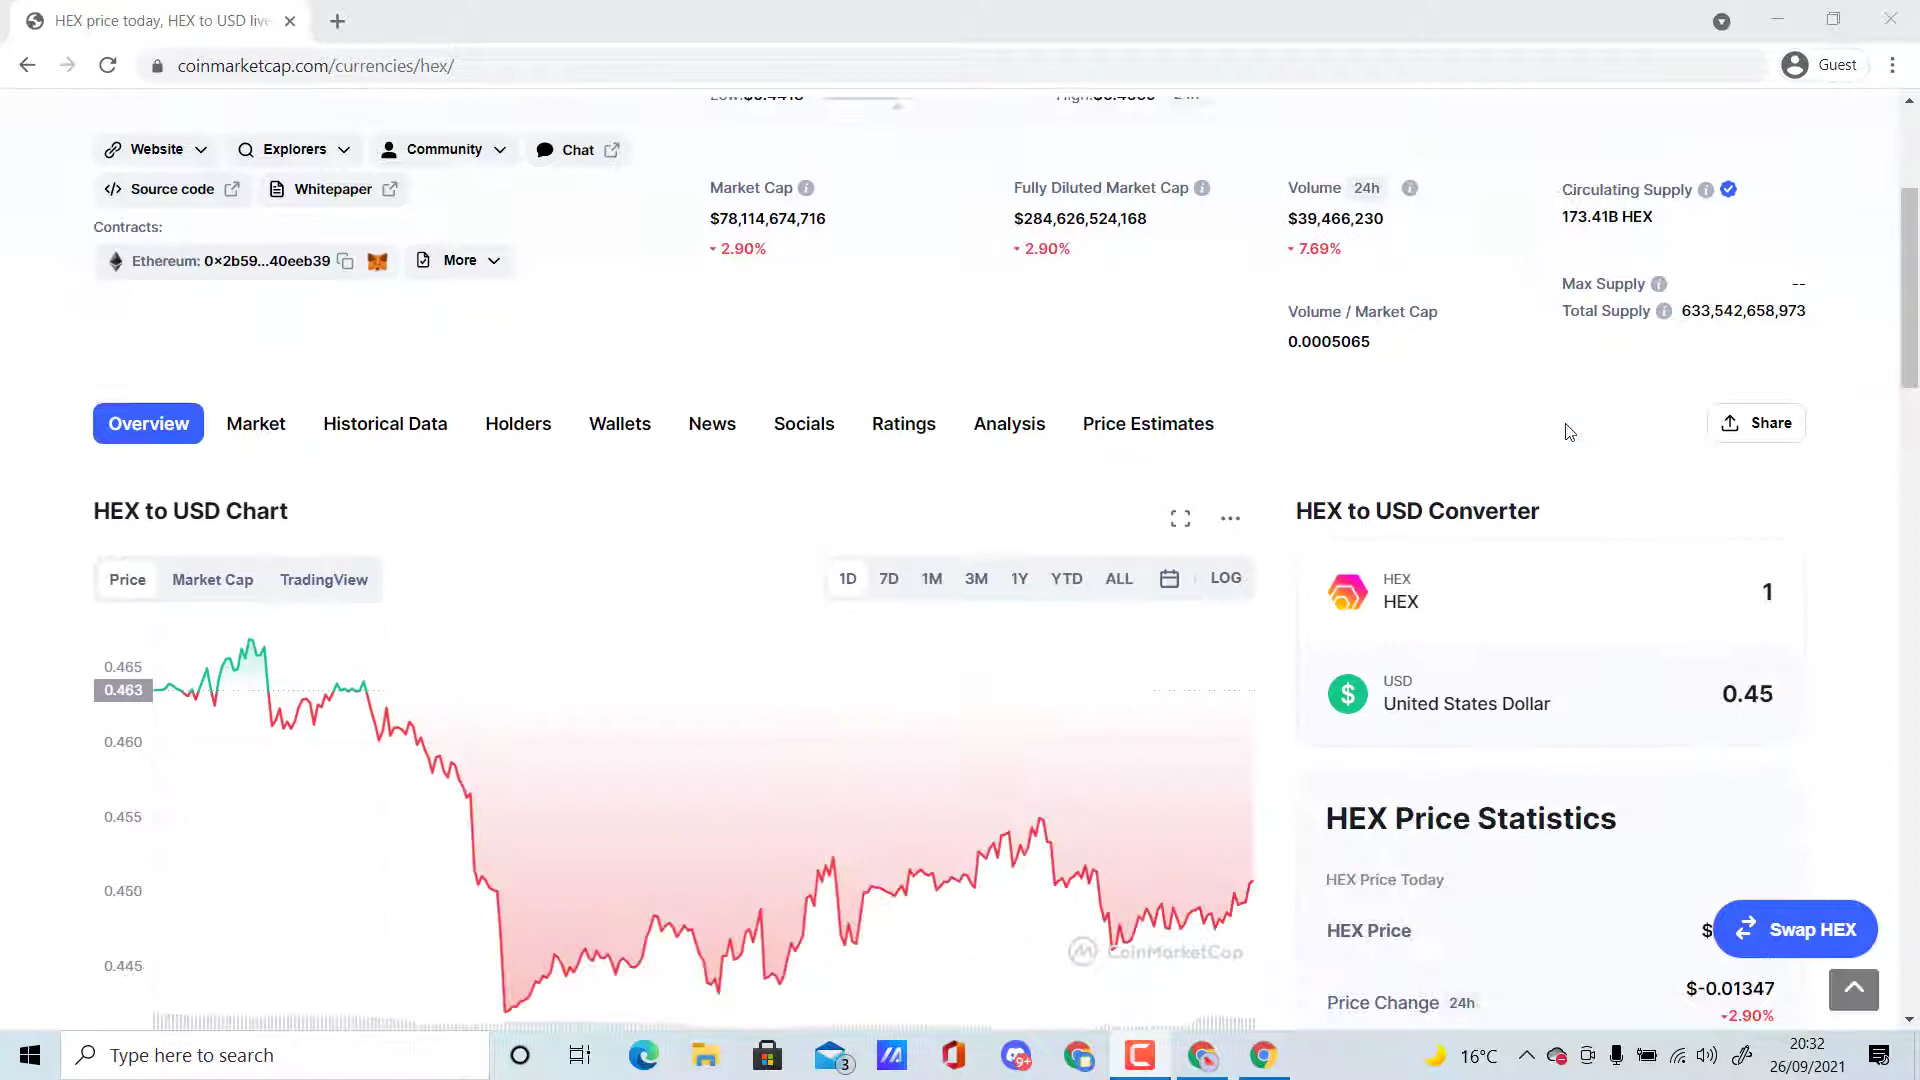 HEX price today, HEX to USD live
coinmarketcap.com/currencies/hex/
Guest
Website
Explorers
Community
Chat
Source code
Whitepaper
Contracts:
Ethereum: 0×2b59...40eeb39
More
Market Cap
$78,114,674,716
2.90%
Fully Diluted Market Cap
$284,626,524,168
2.90%
Volume 24h
$39,466,230
7.69%
Volume / Market Cap
0.0005065
Circulating Supply
173.41B HEX
Max Supply --
Total Supply 633,542,658,973
Overview
Market
Historical Data
Holders
Wallets
News
Socials
Ratings
Analysis
Price Estimates
Share
HEX to USD Chart
Price
Market Cap
TradingView
1D
7D
1M
3M
1Y
YTD
ALL
LOG
0.465
0.463
0.460
0.455
0.450
0.445
CoinMarketCap
HEX to USD Converter
HEX
HEX
1
USD
United States Dollar
0.45
HEX Price Statistics
HEX Price Today
HEX Price
$
Swap HEX
Price Change 24h
$-0.01347
2.90%
Type here to search
3
9+
16°C
20:32
26/09/2021